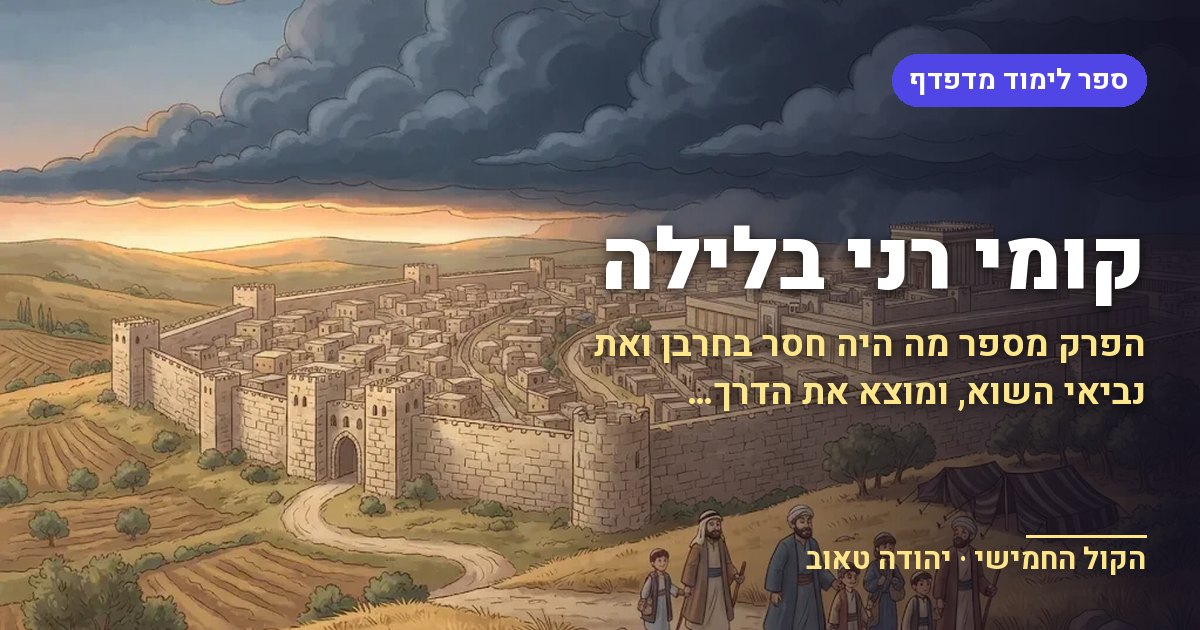 ספר לימוד מדפדף
קומי רני בלילה
הפרק מספר מה היה חסר בחרבן ואת
נביאי השוא, ומוצא את הדרך...
הקול החמישי · יהודה טאוב